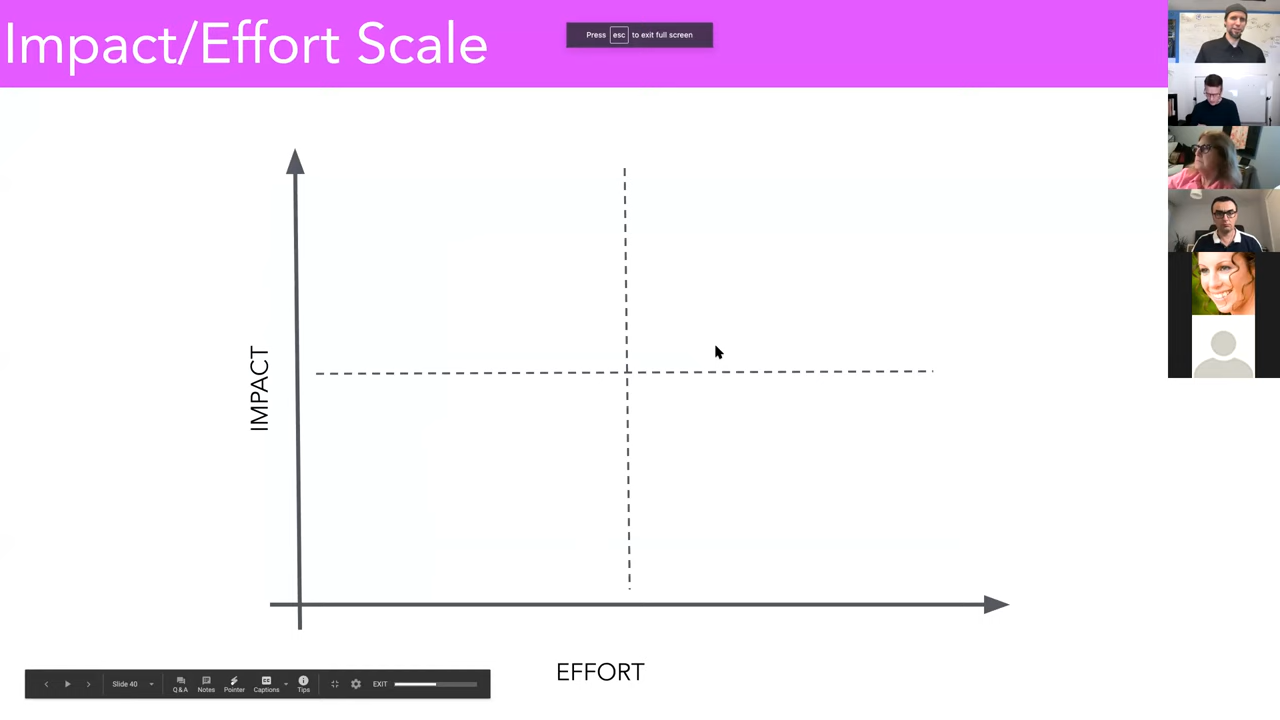 Impact/Effort Scale
Press esc to exit full screen
IMPACT
EFFORT
Slide 40
Q&A
Notes
Pointer
Captions
Tips
EXIT